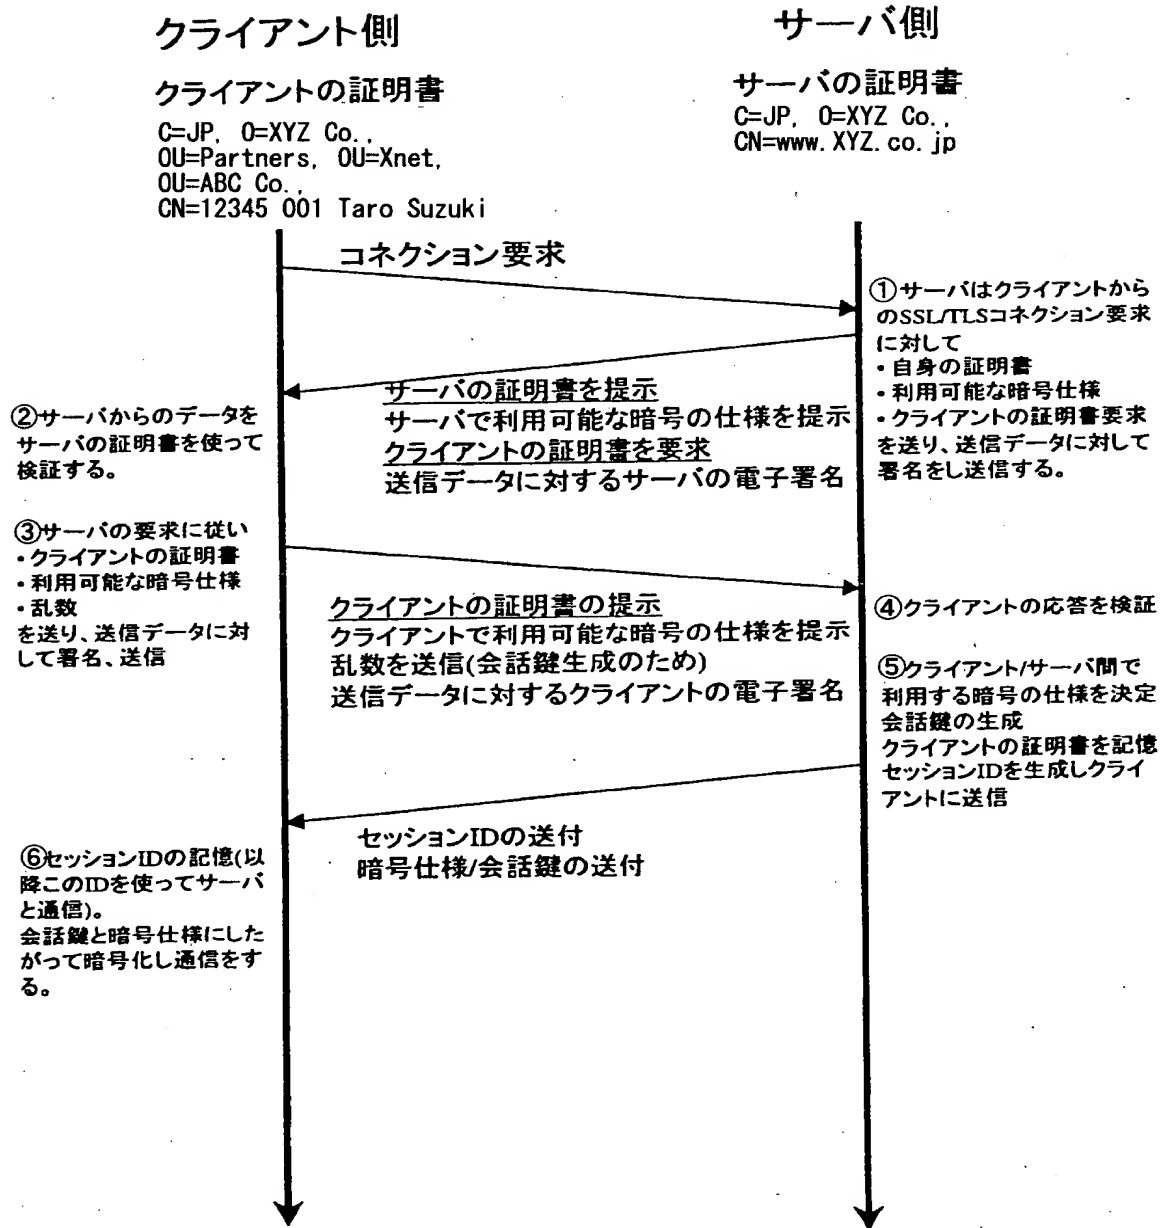 クライアント側
サーバ側
クライアントの証明書
C=JP, O=XYZ Co.,
OU=Partners, OU=Xnet,
OU=ABC Co.,
CN=12345 001 Taro Suzuki
サーバの証明書
C=JP, O=XYZ Co.,
CN=www.XYZ.co.jp
コネクション要求
①サーバはクライアントから
のSSL/TLSコネクション要求
に対して
・自身の証明書
・利用可能な暗号仕様
・クライアントの証明書要求
を送り、送信データに対して
署名をし送信する。
サーバの証明書を提示
サーバで利用可能な暗号の仕様を提示
クライアントの証明書を要求
送信データに対するサーバの電子署名
②サーバからのデータを
サーバの証明書を使って
検証する。
③サーバの要求に従い
・クライアントの証明書
・利用可能な暗号仕様
・乱数
を送り、送信データに対
して署名、送信
クライアントの証明書の提示
クライアントで利用可能な暗号の仕様を提示
乱数を送信(会話鍵生成のため)
送信データに対するクライアントの電子署名
④クライアントの応答を検証
⑤クライアント/サーバ間で
利用する暗号の仕様を決定
会話鍵の生成
クライアントの証明書を記憶
セッションIDを生成しクライ
アントに送信
セッションIDの送付
暗号仕様/会話鍵の送付
⑥セッションIDの記憶(以
降このIDを使ってサーバ
と通信)。
会話鍵と暗号仕様にした
がって暗号化し通信をす
る。